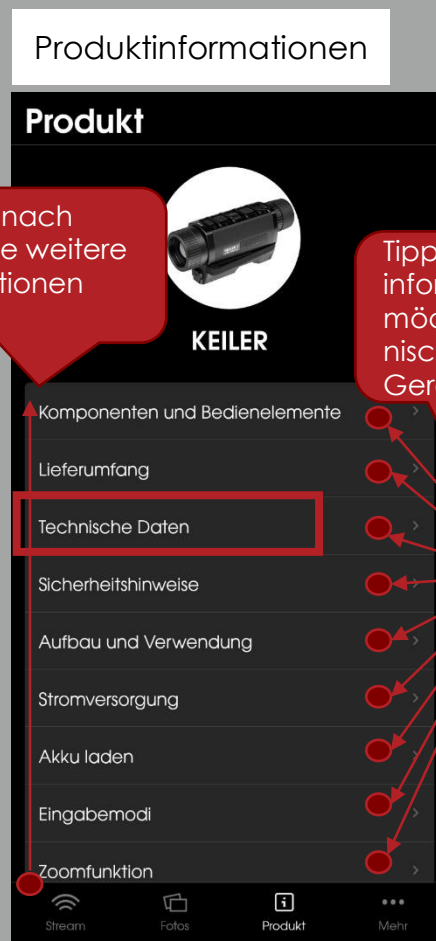 Produktinformationen
Produkt
nach
e weitere
tionen
KEILER
Tipp
infor
möc
nisc
Ger
Komponenten und Bedienelemente
Lieferumfang
Technische Daten
Sicherheitshinweise
Aufbau und Verwendung
Stromversorgung
Akku laden
Eingabemodi
Zoomfunktion
Stream
Fotos
Produkt
Mehr